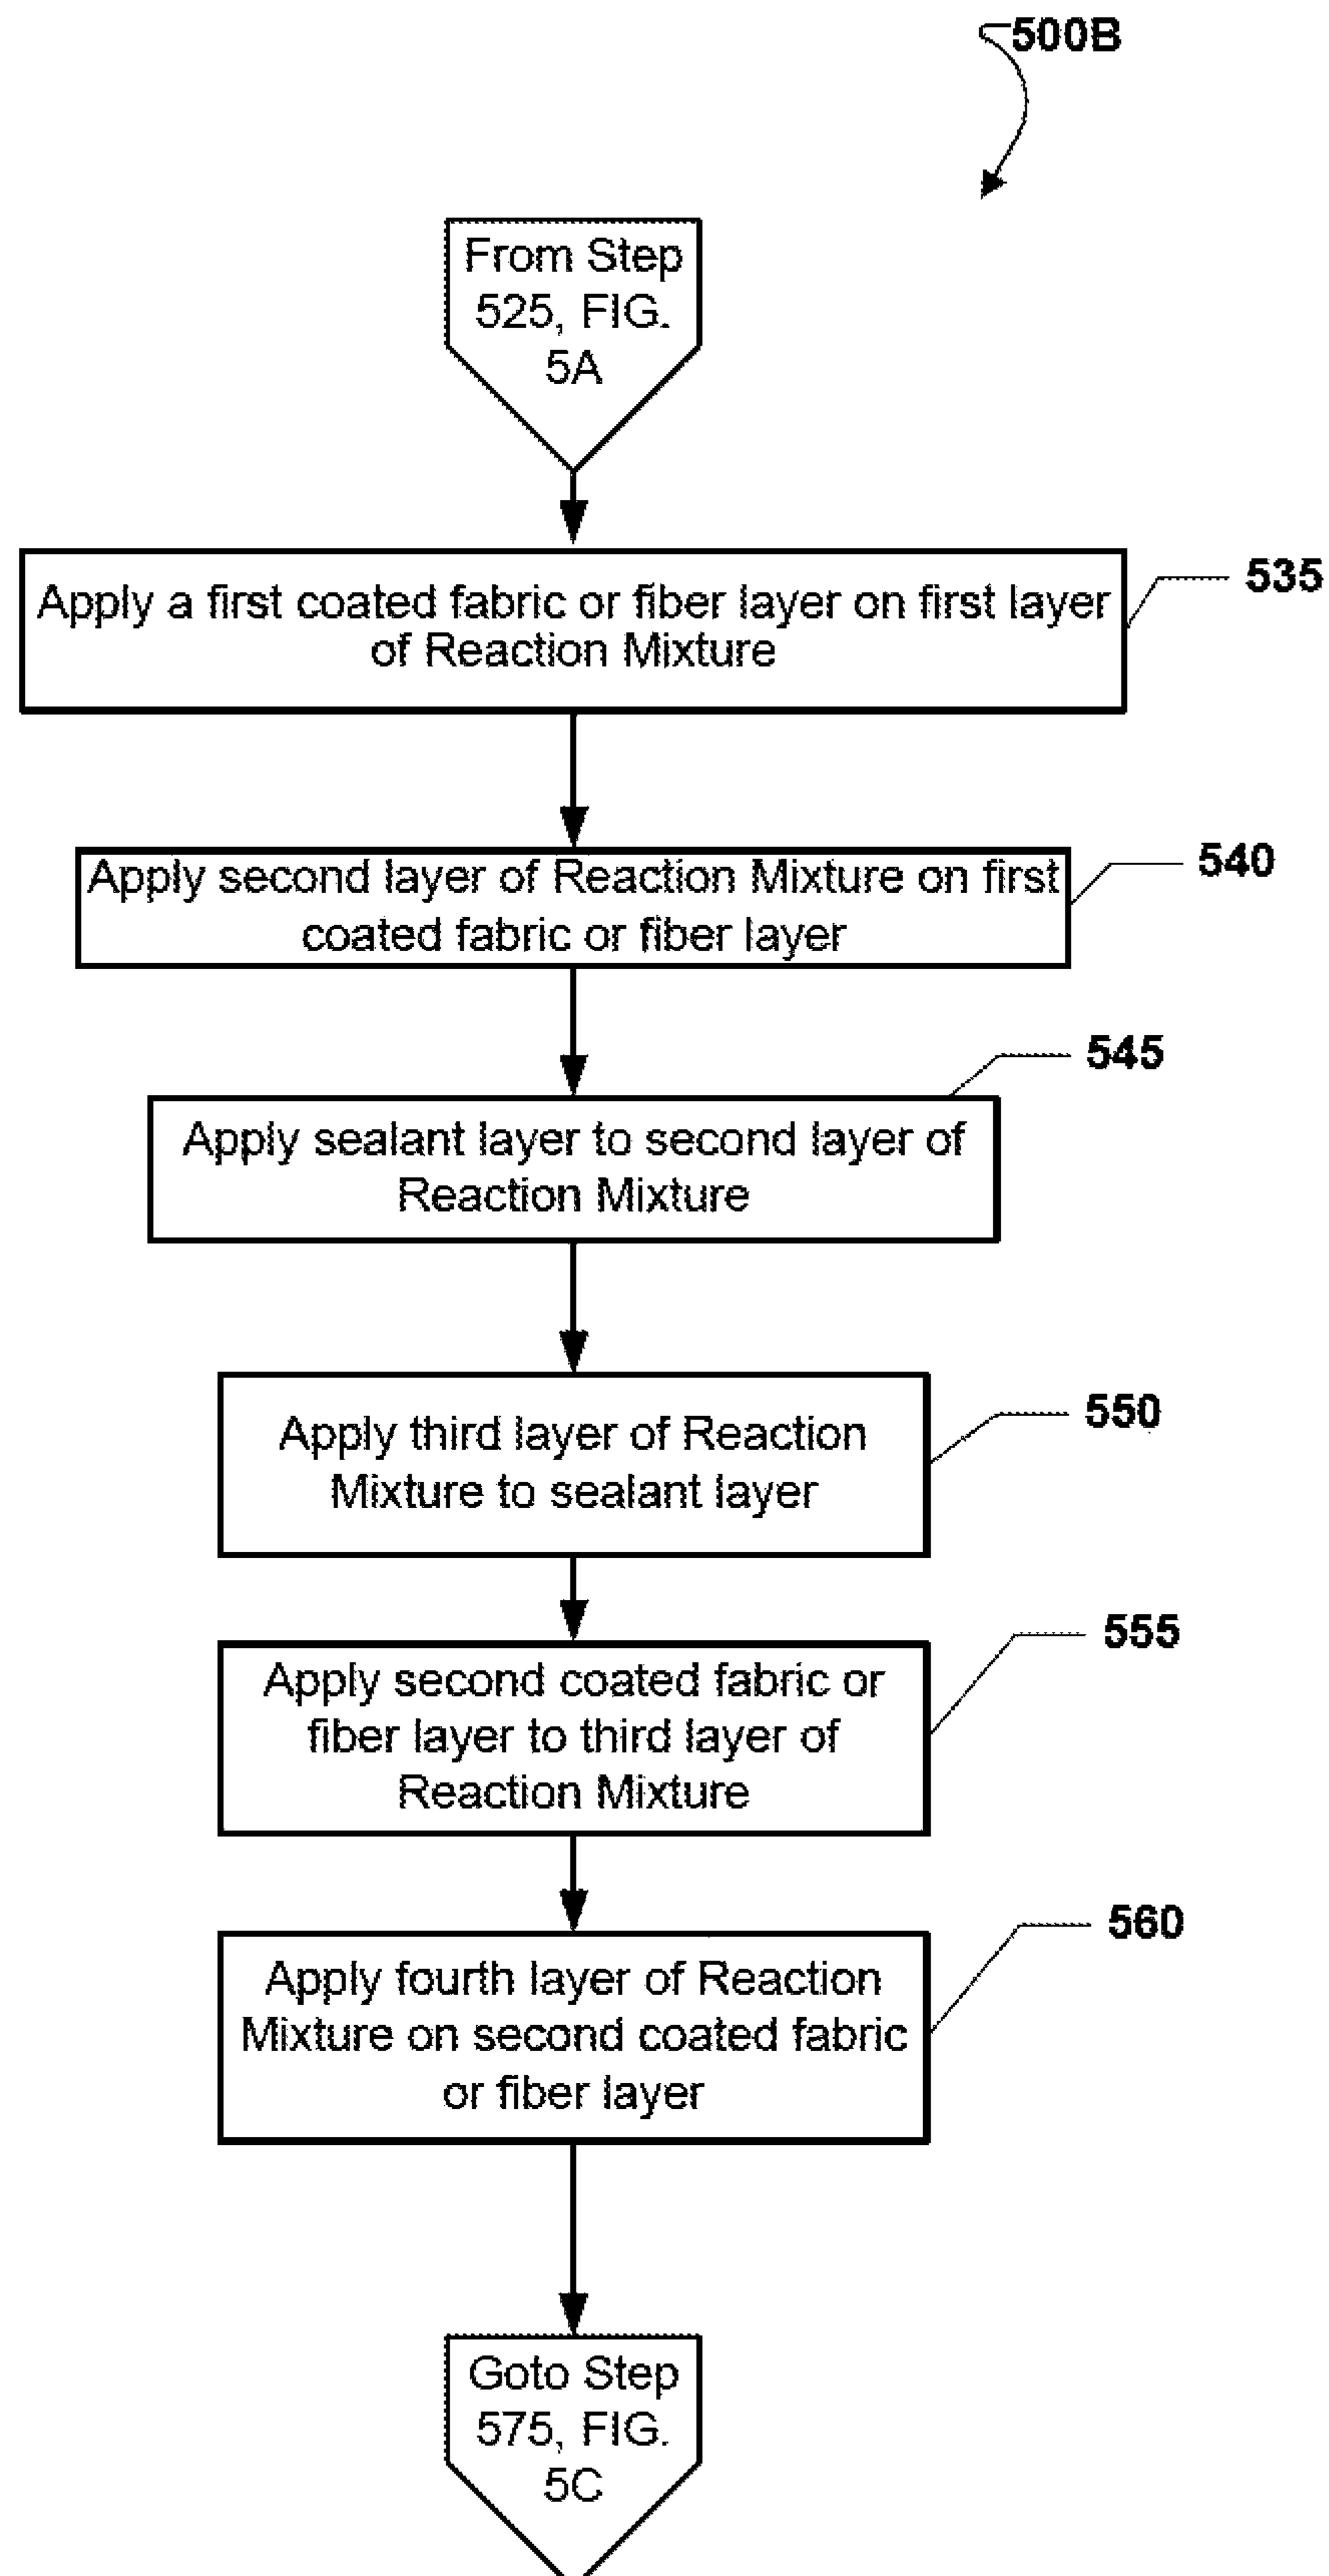 500B
From Step
525, FIG.
5A
Apply a first coated fabric or fiber layer on first layer
of Reaction Mixture
535
Apply second layer of Reaction Mixture on first
coated fabric or fiber layer
540
545
Apply sealant layer to second layer of
Reaction Mixture
Apply third layer of Reaction
Mixture to sealant layer
550
Apply second coated fabric or
fiber layer to third layer of
Reaction Mixture
555
Apply fourth layer of Reaction
Mixture on second coated fabric
or fiber layer
560
Goto Step
575, FIG.
5C